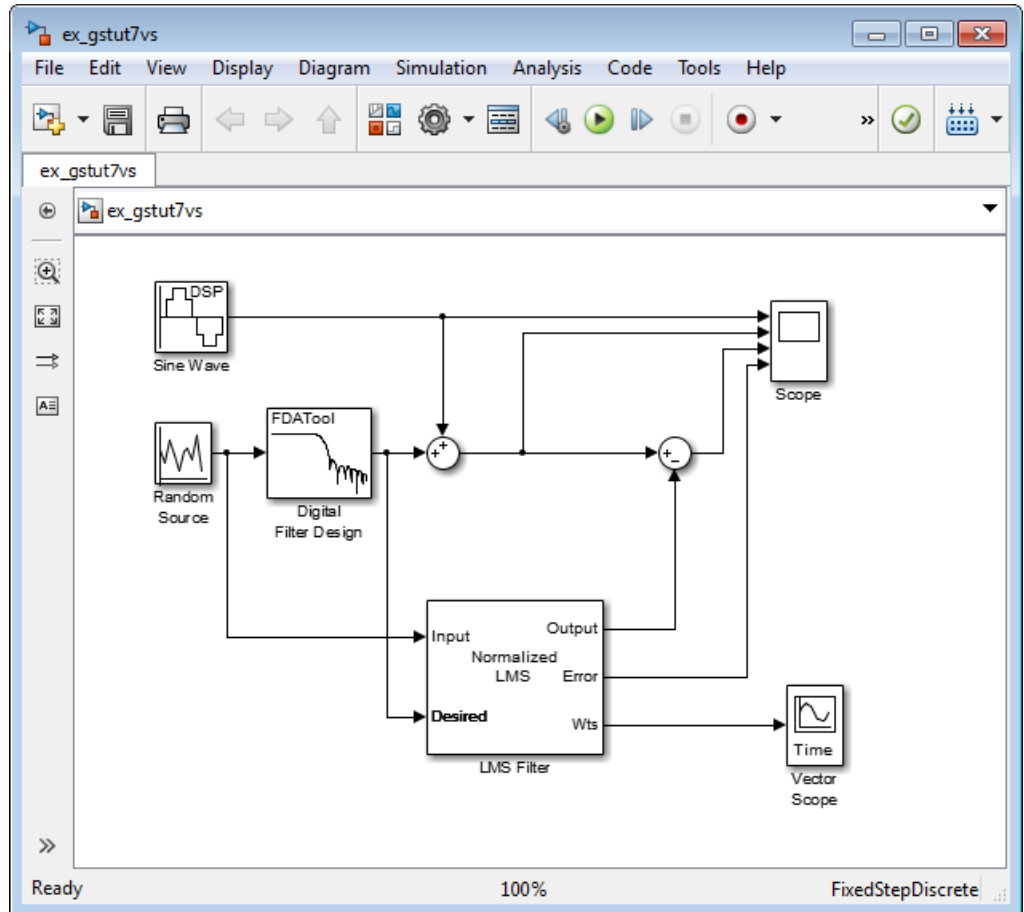 ex_gstut7vs
File Edit View Display Diagram Simulation Analysis Code Tools Help
»
ex_gstut7vs
ex_gstut7vs
DSP
Sine Wave
Scope
FDATool
Random
Source
Digital
Filter Design
Input
Output
Normalized
LMS
Error
Desired
Wts
LMS Filter
Time
Vector
Scope
»
Ready 100% FixedStepDiscrete